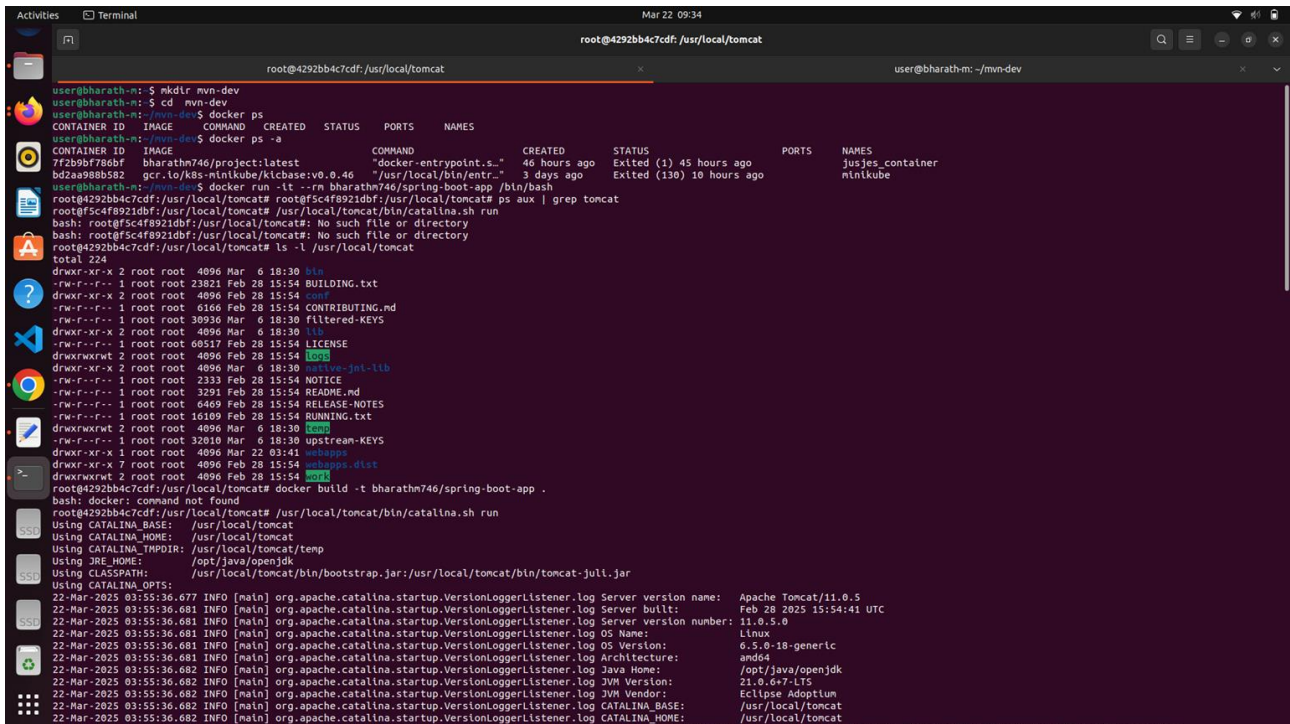 Activities
Terminal
Mar 22 09:34
root@4292bb4c7cdf: /usr/local/tomcat
root@4292bb4c7cdf: /usr/local/tomcat
user@bharath-m: ~/mvn-dev
user@bharath-m:~$ mkdir mvn-dev
user@bharath-m:~$ cd  mvn-dev
user@bharath-m:~/mvn-dev$ docker ps
CONTAINER ID   IMAGE     COMMAND   CREATED   STATUS    PORTS     NAMES
user@bharath-m:~/mvn-dev$ docker ps -a
CONTAINER ID   IMAGE                                 COMMAND                  CREATED        STATUS                      PORTS     NAMES
7f2b9bf786bf   bharathm746/project:latest            "docker-entrypoint.s…"   46 hours ago   Exited (1) 45 hours ago               jusjes_container
bd2aa988b582   gcr.io/k8s-minikube/kicbase:v0.0.46   "/usr/local/bin/entr…"   3 days ago     Exited (130) 10 hours ago             minikube
user@bharath-m:~/mvn-dev$ docker run -it --rm bharathm746/spring-boot-app /bin/bash
root@4292bb4c7cdf:/usr/local/tomcat# root@f5c4f8921dbf:/usr/local/tomcat# ps aux | grep tomcat
root@f5c4f8921dbf:/usr/local/tomcat# /usr/local/tomcat/bin/catalina.sh run
bash: root@f5c4f8921dbf:/usr/local/tomcat#: No such file or directory
bash: root@f5c4f8921dbf:/usr/local/tomcat#: No such file or directory
root@4292bb4c7cdf:/usr/local/tomcat# ls -l /usr/local/tomcat
total 224
drwxr-xr-x 2 root root  4096 Mar  6 18:30 bin
-rw-r--r-- 1 root root 23821 Feb 28 15:54 BUILDING.txt
drwxr-xr-x 2 root root  4096 Feb 28 15:54 conf
-rw-r--r-- 1 root root  6166 Feb 28 15:54 CONTRIBUTING.md
-rw-r--r-- 1 root root 30936 Mar  6 18:30 filtered-KEYS
drwxr-xr-x 2 root root  4096 Mar  6 18:30 lib
-rw-r--r-- 1 root root 60517 Feb 28 15:54 LICENSE
drwxrwxrwt 2 root root  4096 Feb 28 15:54 logs
drwxr-xr-x 2 root root  4096 Mar  6 18:30 native-jni-lib
-rw-r--r-- 1 root root  2333 Feb 28 15:54 NOTICE
-rw-r--r-- 1 root root  3291 Feb 28 15:54 README.md
-rw-r--r-- 1 root root  6469 Feb 28 15:54 RELEASE-NOTES
-rw-r--r-- 1 root root 16109 Feb 28 15:54 RUNNING.txt
drwxrwxrwt 2 root root  4096 Mar  6 18:30 temp
-rw-r--r-- 1 root root 32010 Mar  6 18:30 upstream-KEYS
drwxr-xr-x 1 root root  4096 Mar 22 03:41 webapps
drwxr-xr-x 7 root root  4096 Feb 28 15:54 webapps.dist
drwxrwxrwt 2 root root  4096 Feb 28 15:54 work
root@4292bb4c7cdf:/usr/local/tomcat# docker build -t bharathm746/spring-boot-app .
bash: docker: command not found
root@4292bb4c7cdf:/usr/local/tomcat# /usr/local/tomcat/bin/catalina.sh run
Using CATALINA_BASE:   /usr/local/tomcat
Using CATALINA_HOME:   /usr/local/tomcat
Using CATALINA_TMPDIR: /usr/local/tomcat/temp
Using JRE_HOME:        /opt/java/openjdk
Using CLASSPATH:       /usr/local/tomcat/bin/bootstrap.jar:/usr/local/tomcat/bin/tomcat-juli.jar
Using CATALINA_OPTS:
22-Mar-2025 03:55:36.677 INFO [main] org.apache.catalina.startup.VersionLoggerListener.log Server version name:   Apache Tomcat/11.0.5
22-Mar-2025 03:55:36.681 INFO [main] org.apache.catalina.startup.VersionLoggerListener.log Server built:          Feb 28 2025 15:54:41 UTC
22-Mar-2025 03:55:36.681 INFO [main] org.apache.catalina.startup.VersionLoggerListener.log Server version number: 11.0.5.0
22-Mar-2025 03:55:36.681 INFO [main] org.apache.catalina.startup.VersionLoggerListener.log OS Name:               Linux
22-Mar-2025 03:55:36.681 INFO [main] org.apache.catalina.startup.VersionLoggerListener.log OS Version:            6.5.0-18-generic
22-Mar-2025 03:55:36.681 INFO [main] org.apache.catalina.startup.VersionLoggerListener.log Architecture:          amd64
22-Mar-2025 03:55:36.682 INFO [main] org.apache.catalina.startup.VersionLoggerListener.log Java Home:             /opt/java/openjdk
22-Mar-2025 03:55:36.682 INFO [main] org.apache.catalina.startup.VersionLoggerListener.log JVM Version:           21.0.6+7-LTS
22-Mar-2025 03:55:36.682 INFO [main] org.apache.catalina.startup.VersionLoggerListener.log JVM Vendor:            Eclipse Adoptium
22-Mar-2025 03:55:36.682 INFO [main] org.apache.catalina.startup.VersionLoggerListener.log CATALINA_BASE:         /usr/local/tomcat
22-Mar-2025 03:55:36.682 INFO [main] org.apache.catalina.startup.VersionLoggerListener.log CATALINA_HOME:         /usr/local/tomcat
SSD
SSD
SSD